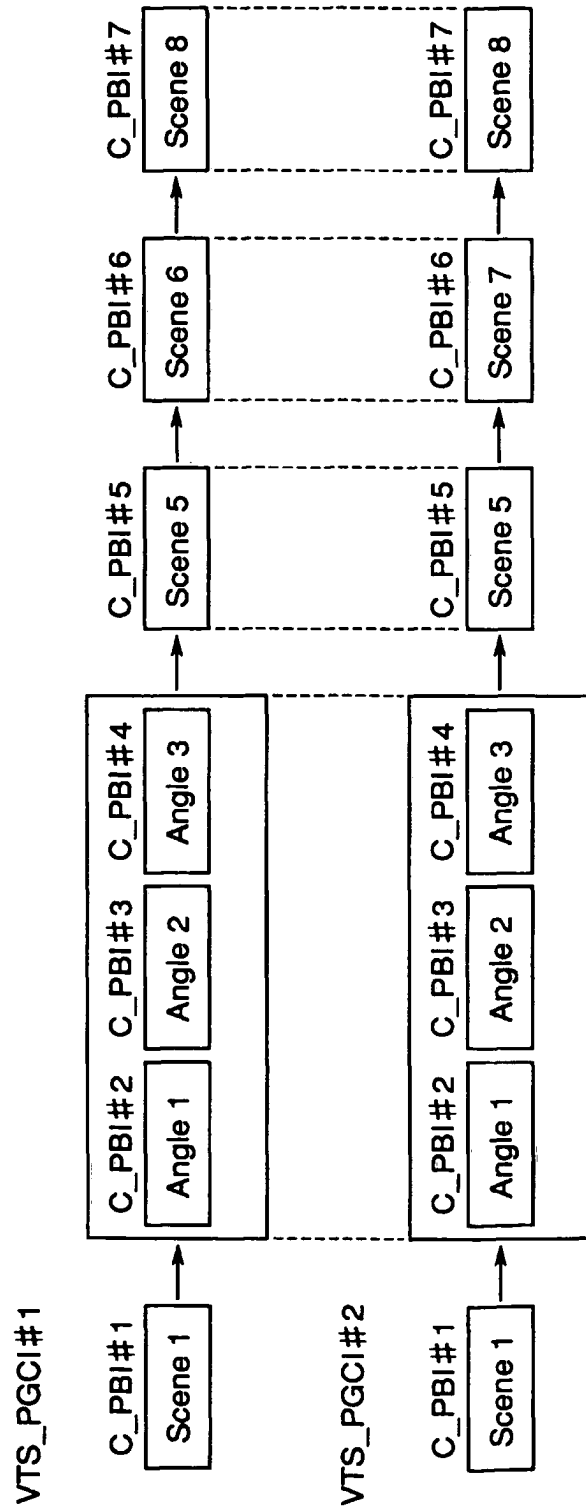 VTS_PGCI#1
C_PBI#1 C_PBI#2 C_PBI#3 C_PBI#4 C_PBI#5 C_PBI#6 C_PBI#7
Scene 1 Angle 1 Angle 2 Angle 3 Scene 5 Scene 6 Scene 8
VTS_PGCI#2
C_PBI#1 C_PBI#2 C_PBI#3 C_PBI#4 C_PBI#5 C_PBI#6 C_PBI#7
Scene 1 Angle 1 Angle 2 Angle 3 Scene 5 Scene 7 Scene 8